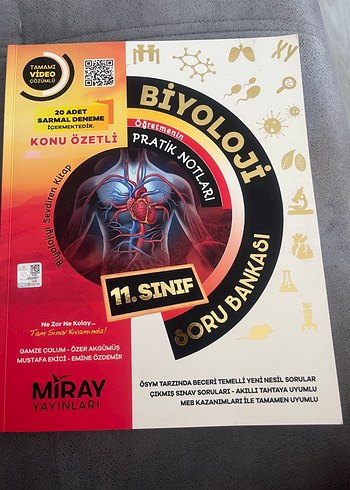 TAMAMI
VİDEO
ÇÖZÜMLÜ
20 ADET
SARMAL DENEME
İÇERMEKTEDİR.
KONU ÖZETLİ
BİYOLOJİ
Öğretmenin
PRATİK NOTLARI
Biyolojiyi Sevdiren Kitap
11. SINIF
SORU BANKASI
Ne Zor Ne Kolay...
Tam Sınav Kıvamında!
GAMZE ÇOLUM - ÖZER AKGÜMÜŞ
MUSTAFA EKİCİ - EMİNE ÖZDEMİR
MİRAY
YAYINLARI
ÖSYM TARZINDA BECERİ TEMELLİ YENİ NESİL SORULAR
ÇIKMIŞ SINAV SORULARI - AKILLI TAHTAYA UYUMLU
MEB KAZANIMLARI İLE TAMAMEN UYUMLU